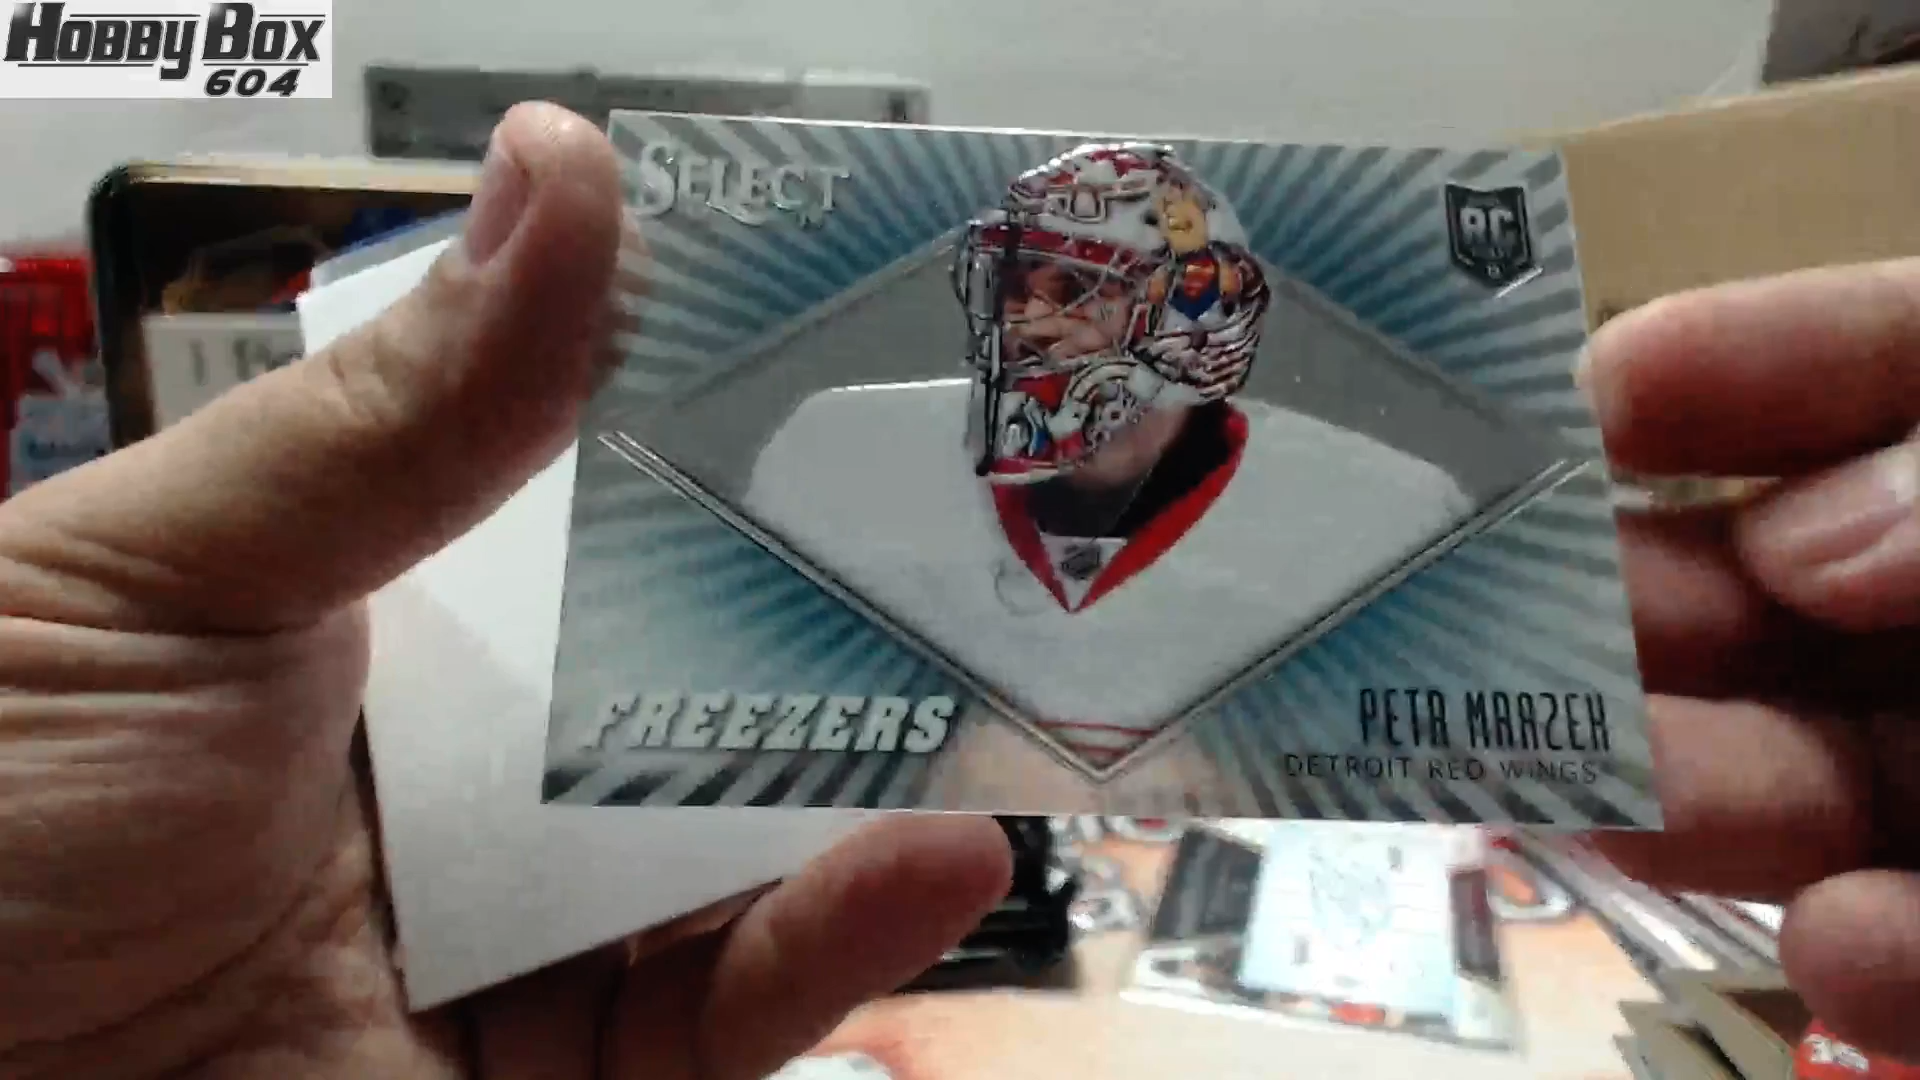 HOBBY BOX
604
SELECT
RC
FREEZERS
PETR MRAZEK
DETROIT RED WINGS